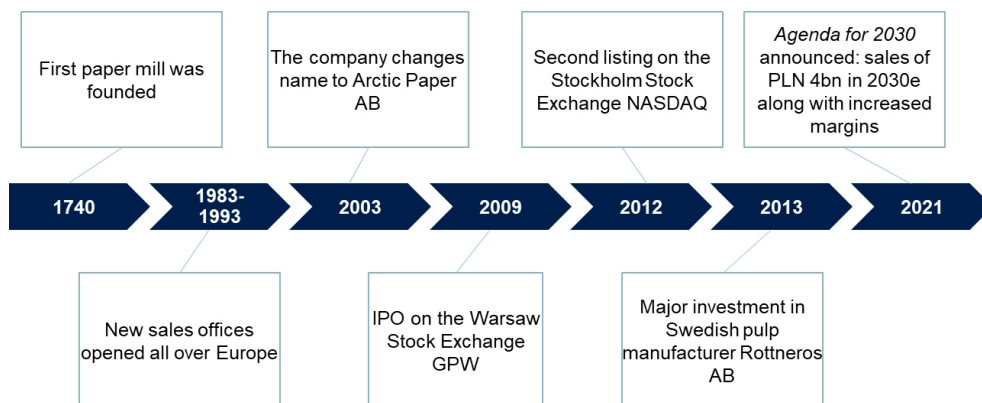 First paper mill was
founded
The company changes
name to Arctic Paper
AB
Second listing on the
Stockholm Stock
Exchange NASDAQ
Agenda for 2030
announced: sales of
PLN 4bn in 2030e
along with increased
margins
1740
1983-
1993
2003
2009
2012
2013
2021
New sales offices
opened all over Europe
IPO on the Warsaw
Stock Exchange
GPW
Major investment in
Swedish pulp
manufacturer Rottneros
AB